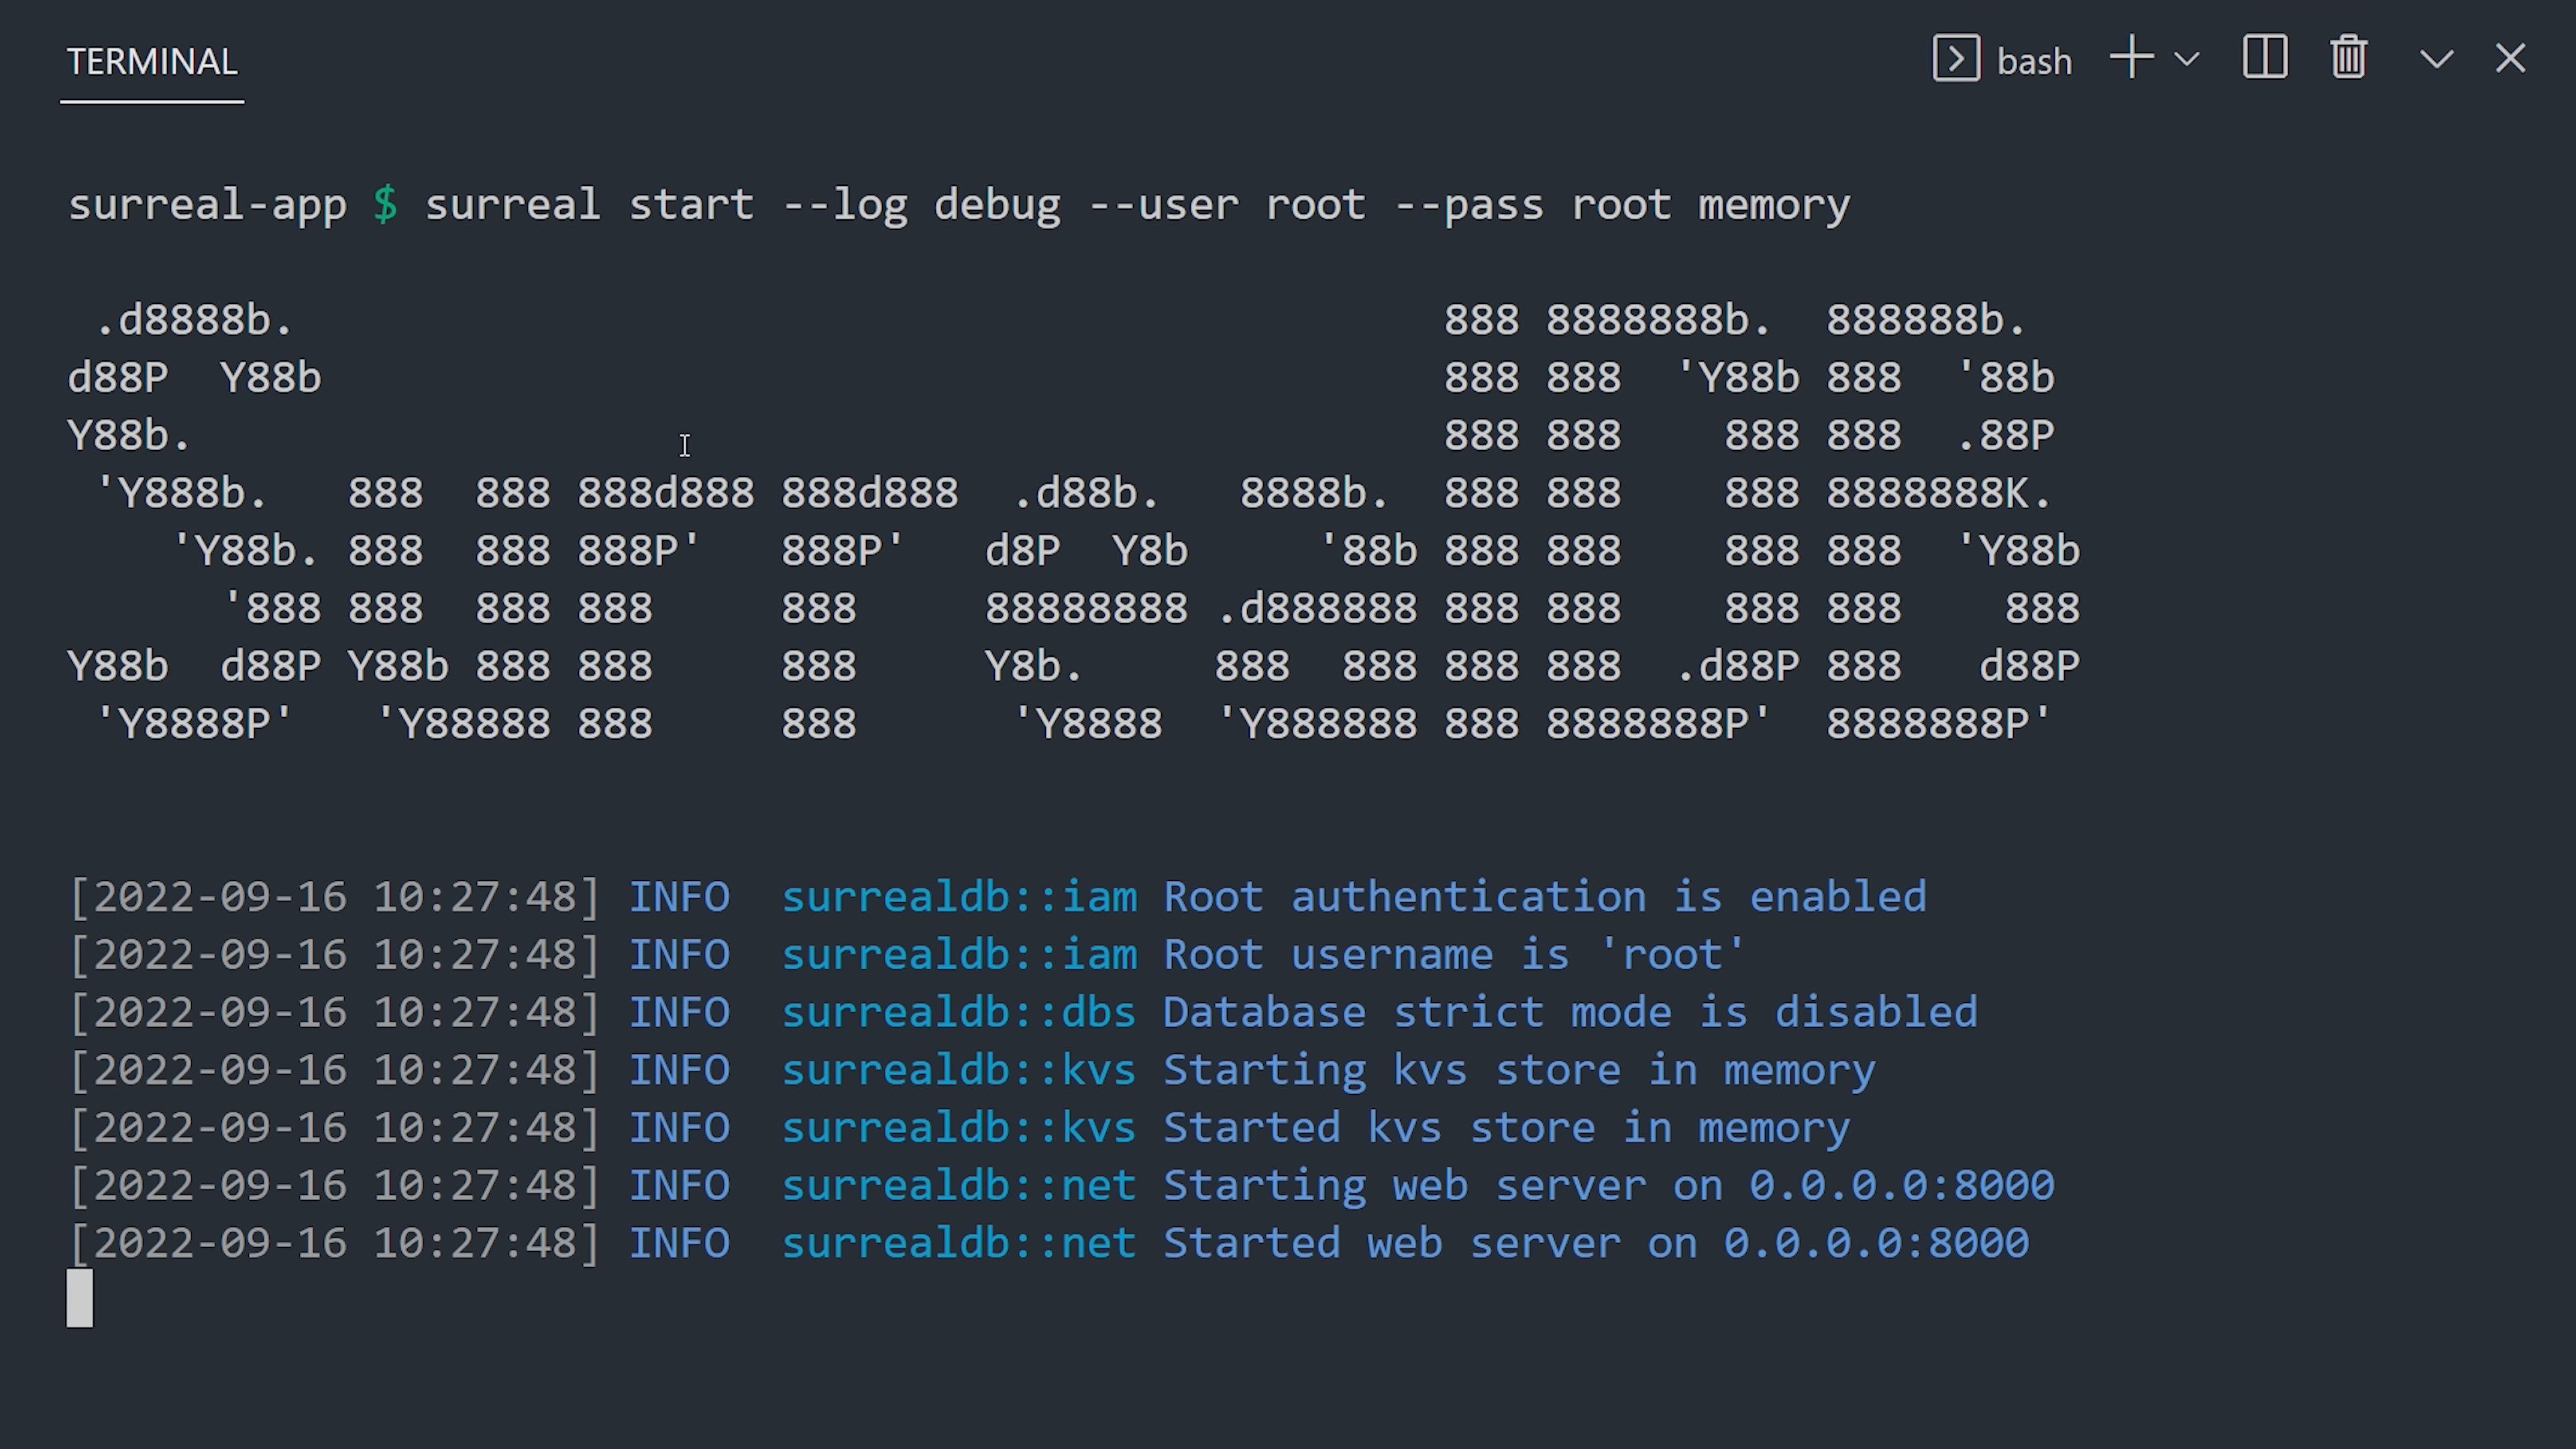 TERMINAL
bash
surreal-app $ surreal start --log debug --user root --pass root memory
 .d8888b.                                             888 8888888b.  888888b.
d88P  Y88b                                            888 888  'Y88b 888  '88b
Y88b.                                                 888 888    888 888  .88P
 'Y888b.   888  888 888d888 888d888  .d88b.   8888b.  888 888    888 8888888K.
    'Y88b. 888  888 888P'   888P'   d8P  Y8b     '88b 888 888    888 888  'Y88b
      '888 888  888 888     888     88888888 .d888888 888 888    888 888    888
Y88b  d88P Y88b 888 888     888     Y8b.     888  888 888 888  .d88P 888   d88P
 'Y8888P'   'Y88888 888     888      'Y8888  'Y888888 888 8888888P'  8888888P'
[2022-09-16 10:27:48] INFO  surrealdb::iam Root authentication is enabled
[2022-09-16 10:27:48] INFO  surrealdb::iam Root username is 'root'
[2022-09-16 10:27:48] INFO  surrealdb::dbs Database strict mode is disabled
[2022-09-16 10:27:48] INFO  surrealdb::kvs Starting kvs store in memory
[2022-09-16 10:27:48] INFO  surrealdb::kvs Started kvs store in memory
[2022-09-16 10:27:48] INFO  surrealdb::net Starting web server on 0.0.0.0:8000
[2022-09-16 10:27:48] INFO  surrealdb::net Started web server on 0.0.0.0:8000